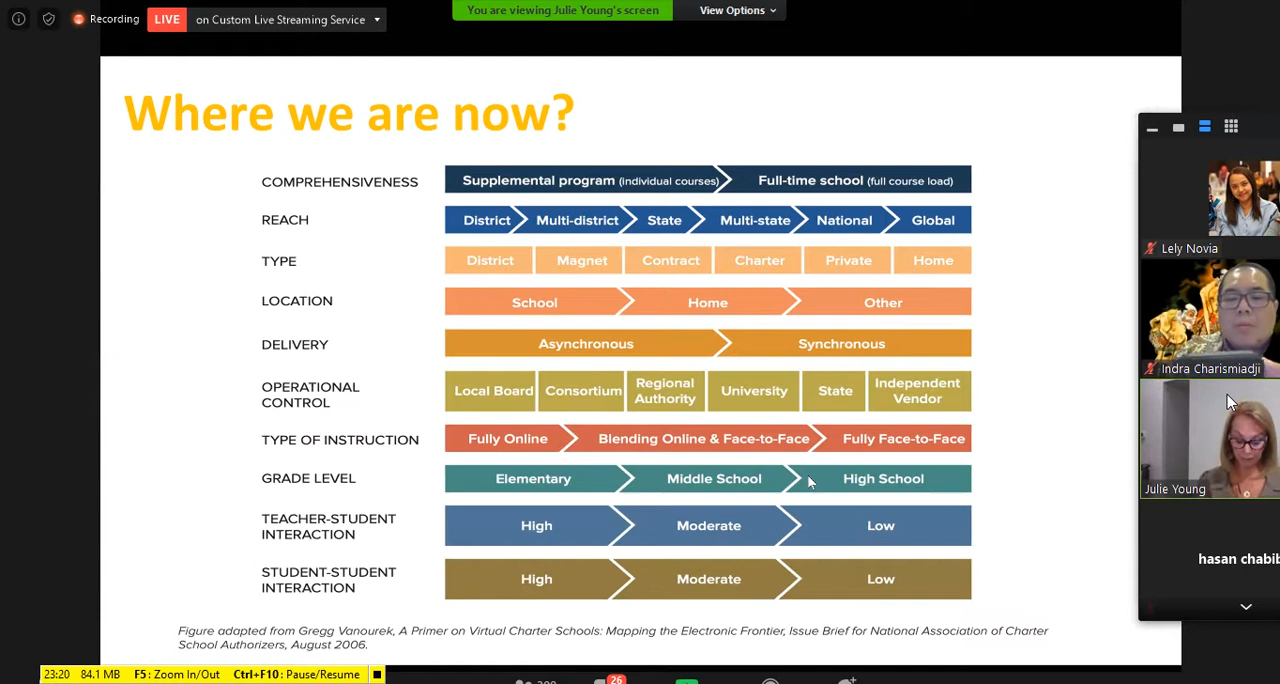 Recording
LIVE
on Custom Live Streaming Service
You are viewing Julie Young's screen
View Options
Where we are now?
COMPREHENSIVENESS
Supplemental program (individual courses)
Full-time school (full course load)
REACH
District
Multi-district
State
Multi-state
National
Global
TYPE
District
Magnet
Contract
Charter
Private
Home
LOCATION
School
Home
Other
DELIVERY
Asynchronous
Synchronous
OPERATIONAL
CONTROL
Local Board
Consortium
Regional
Authority
University
State
Independent
Vendor
TYPE OF INSTRUCTION
Fully Online
Blending Online & Face-to-Face
Fully Face-to-Face
GRADE LEVEL
Elementary
Middle School
High School
TEACHER-STUDENT
INTERACTION
High
Moderate
Low
STUDENT-STUDENT
INTERACTION
High
Moderate
Low
Figure adapted from Gregg Vanourek, A Primer on Virtual Charter Schools: Mapping the Electronic Frontier, Issue Brief for National Association of Charter
School Authorizers, August 2006.
Lely Novia
Indra Charismiadji
Julie Young
hasan chabib
23:20 84.1 MB F5: Zoom In/Out Ctrl+F10: Pause/Resume
26